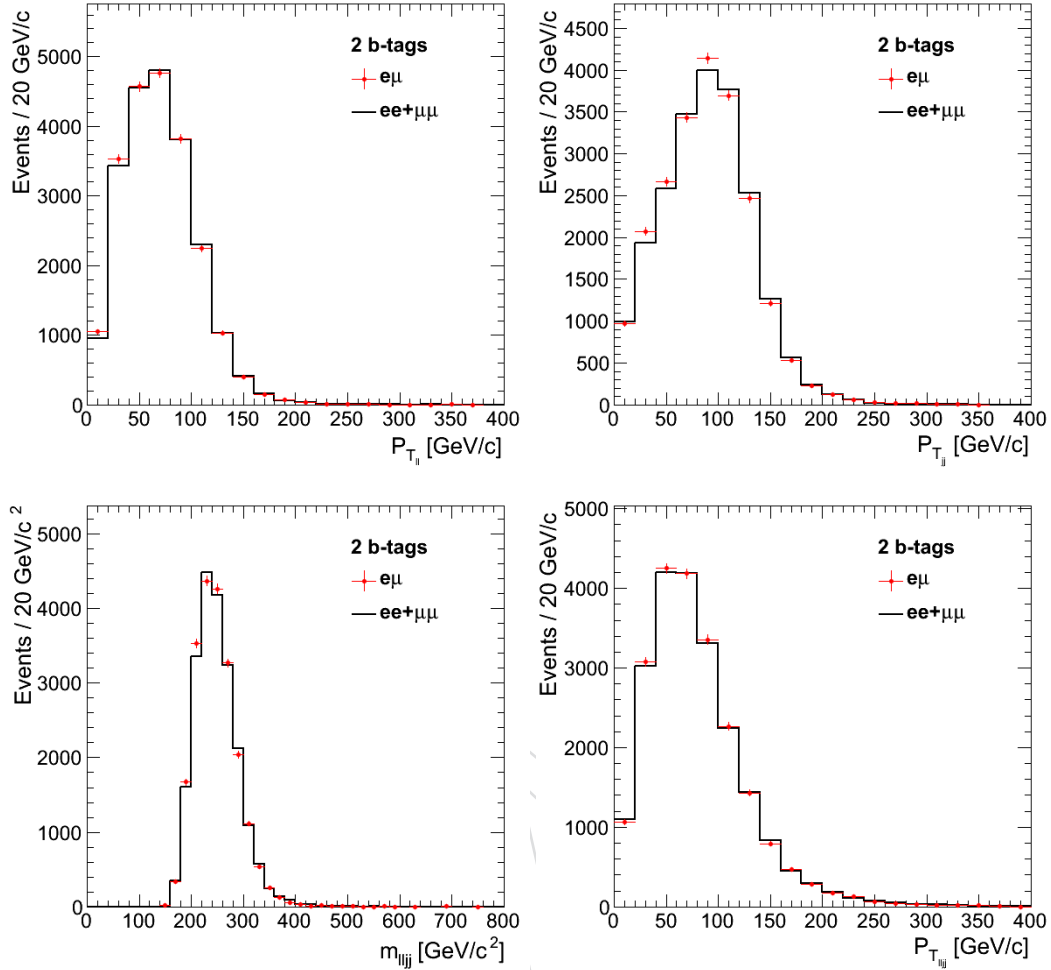 Events / 20 GeV/c
5000
4000
3000
2000
1000
0
0 50 100 150 200 250 300 350 400
P_{T_{ll}} [GeV/c]
2 b-tags
eμ
ee+μμ
Events / 20 GeV/c
4500
4000
3500
3000
2500
2000
1500
1000
500
0
0 50 100 150 200 250 300 350 400
P_{T_{jj}} [GeV/c]
2 b-tags
eμ
ee+μμ
Events / 20 GeV/c²
5000
4000
3000
2000
1000
0
0 100 200 300 400 500 600 700 800
m_{lljj} [GeV/c²]
2 b-tags
eμ
ee+μμ
Events / 20 GeV/c
5000
4000
3000
2000
1000
0
0 50 100 150 200 250 300 350 400
P_{T_{lljj}} [GeV/c]
2 b-tags
eμ
ee+μμ